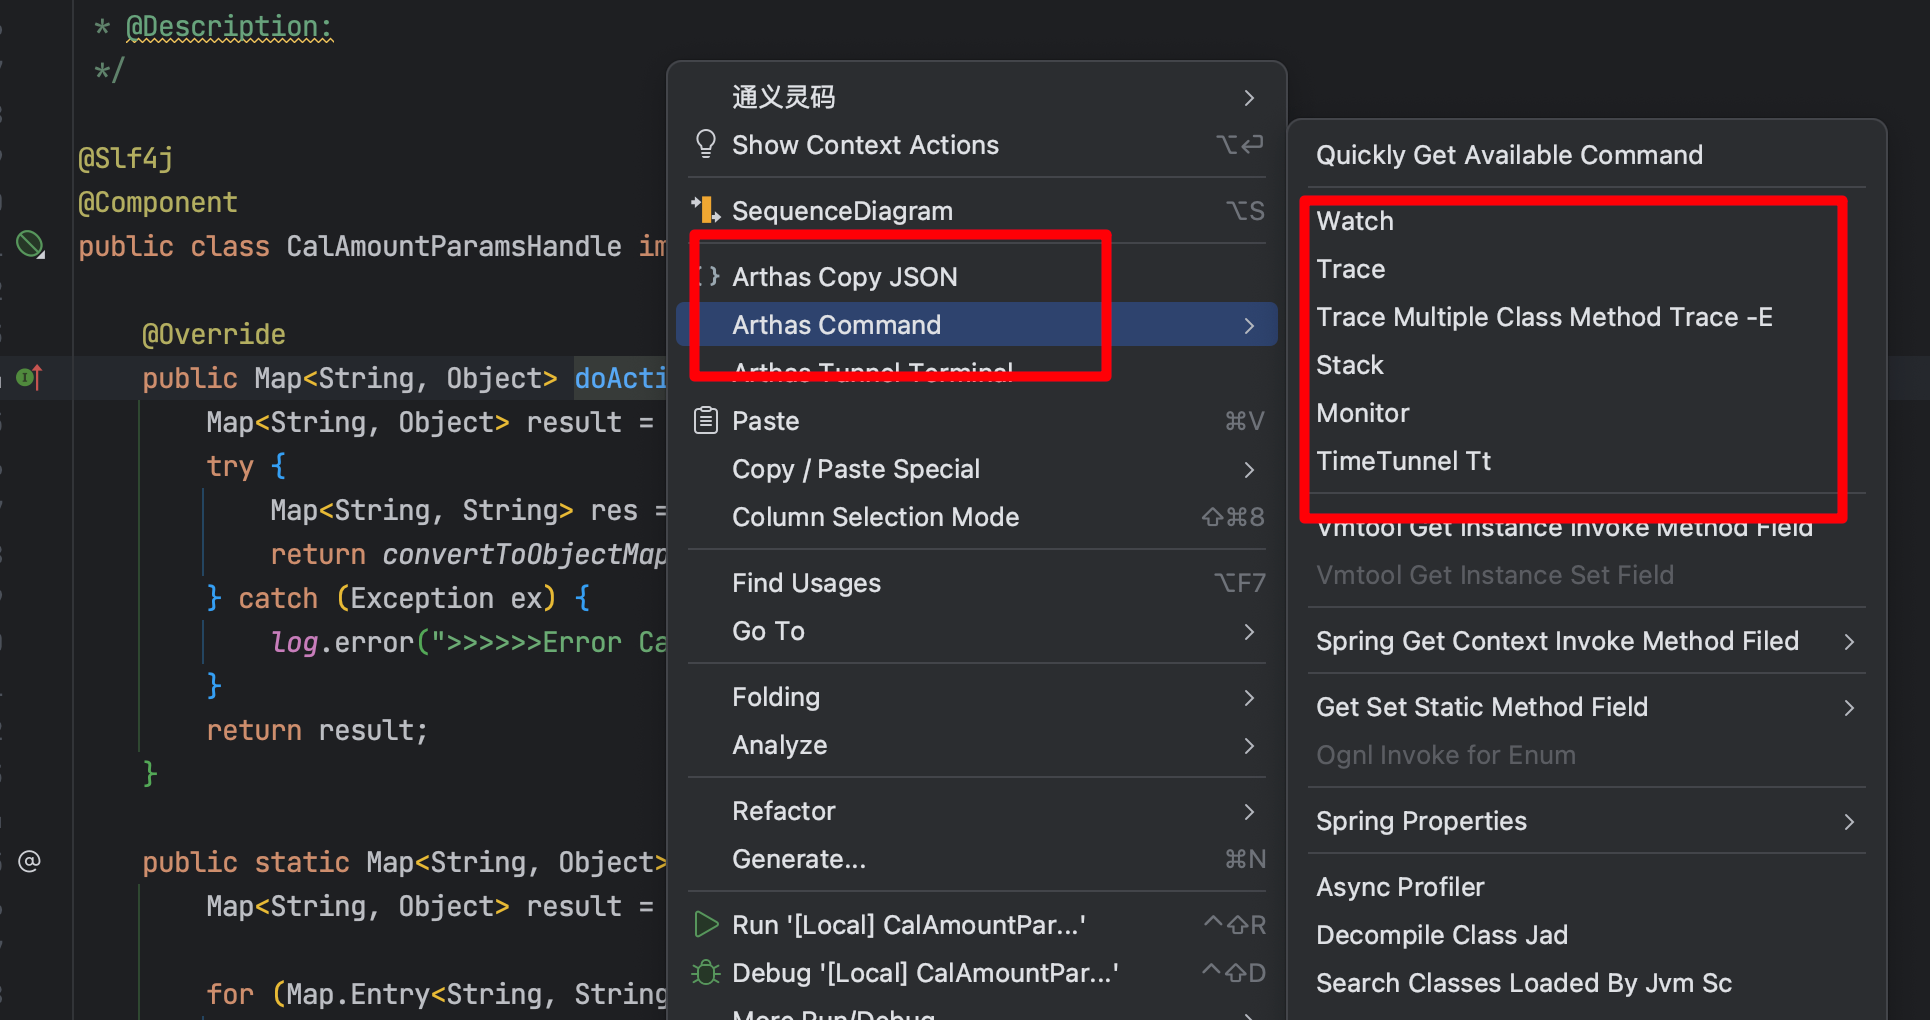 * @Description:
*/
@Slf4j
@Component
public class CalAmountParamsHandle im
@Override
public Map<String, Object> doActi
Map<String, Object> result =
try {
Map<String, String> res =
return convertToObjectMap
} catch (Exception ex) {
log.error(">>>>>>Error Ca
}
return result;
}
@
public static Map<String, Object>
Map<String, Object> result =
for (Map.Entry<String, String
通义灵码
Show Context Actions ⌥⏎
SequenceDiagram ⌥S
Arthas Copy JSON
Arthas Command
Arthas Tunnel Terminal
Paste ⌘V
Copy / Paste Special
Column Selection Mode ⇧⌘8
Find Usages ⌥F7
Go To
Folding
Analyze
Refactor
Generate... ⌘N
Run '[Local] CalAmountPar...' ^⇧R
Debug '[Local] CalAmountPar...' ^⇧D
More Run/Debug
Quickly Get Available Command
Watch
Trace
Trace Multiple Class Method Trace -E
Stack
Monitor
TimeTunnel Tt
Vmtool Get Instance Invoke Method Field
Vmtool Get Instance Set Field
Spring Get Context Invoke Method Filed
Get Set Static Method Field
Ognl Invoke for Enum
Spring Properties
Async Profiler
Decompile Class Jad
Search Classes Loaded By Jvm Sc